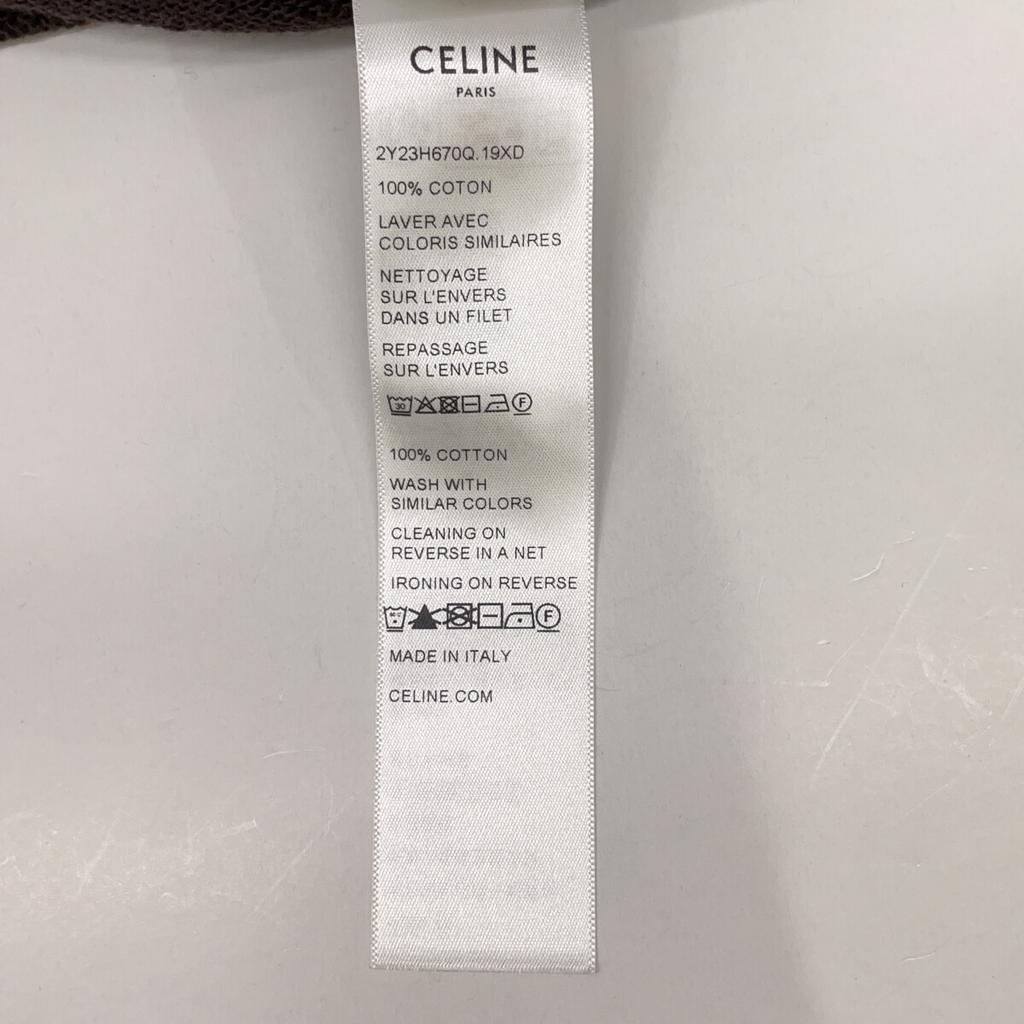 CELINE
PARIS
2Y23H670Q.19XD
100% COTON
LAVER AVEC
COLORIS SIMILAIRES
NETTOYAGE
SUR L'ENVERS
DANS UN FILET
REPASSAGE
SUR L'ENVERS
30 F
100% COTTON
WASH WITH
SIMILAR COLORS
CLEANING ON
REVERSE IN A NET
IRONING ON REVERSE
F
MADE IN ITALY
CELINE.COM